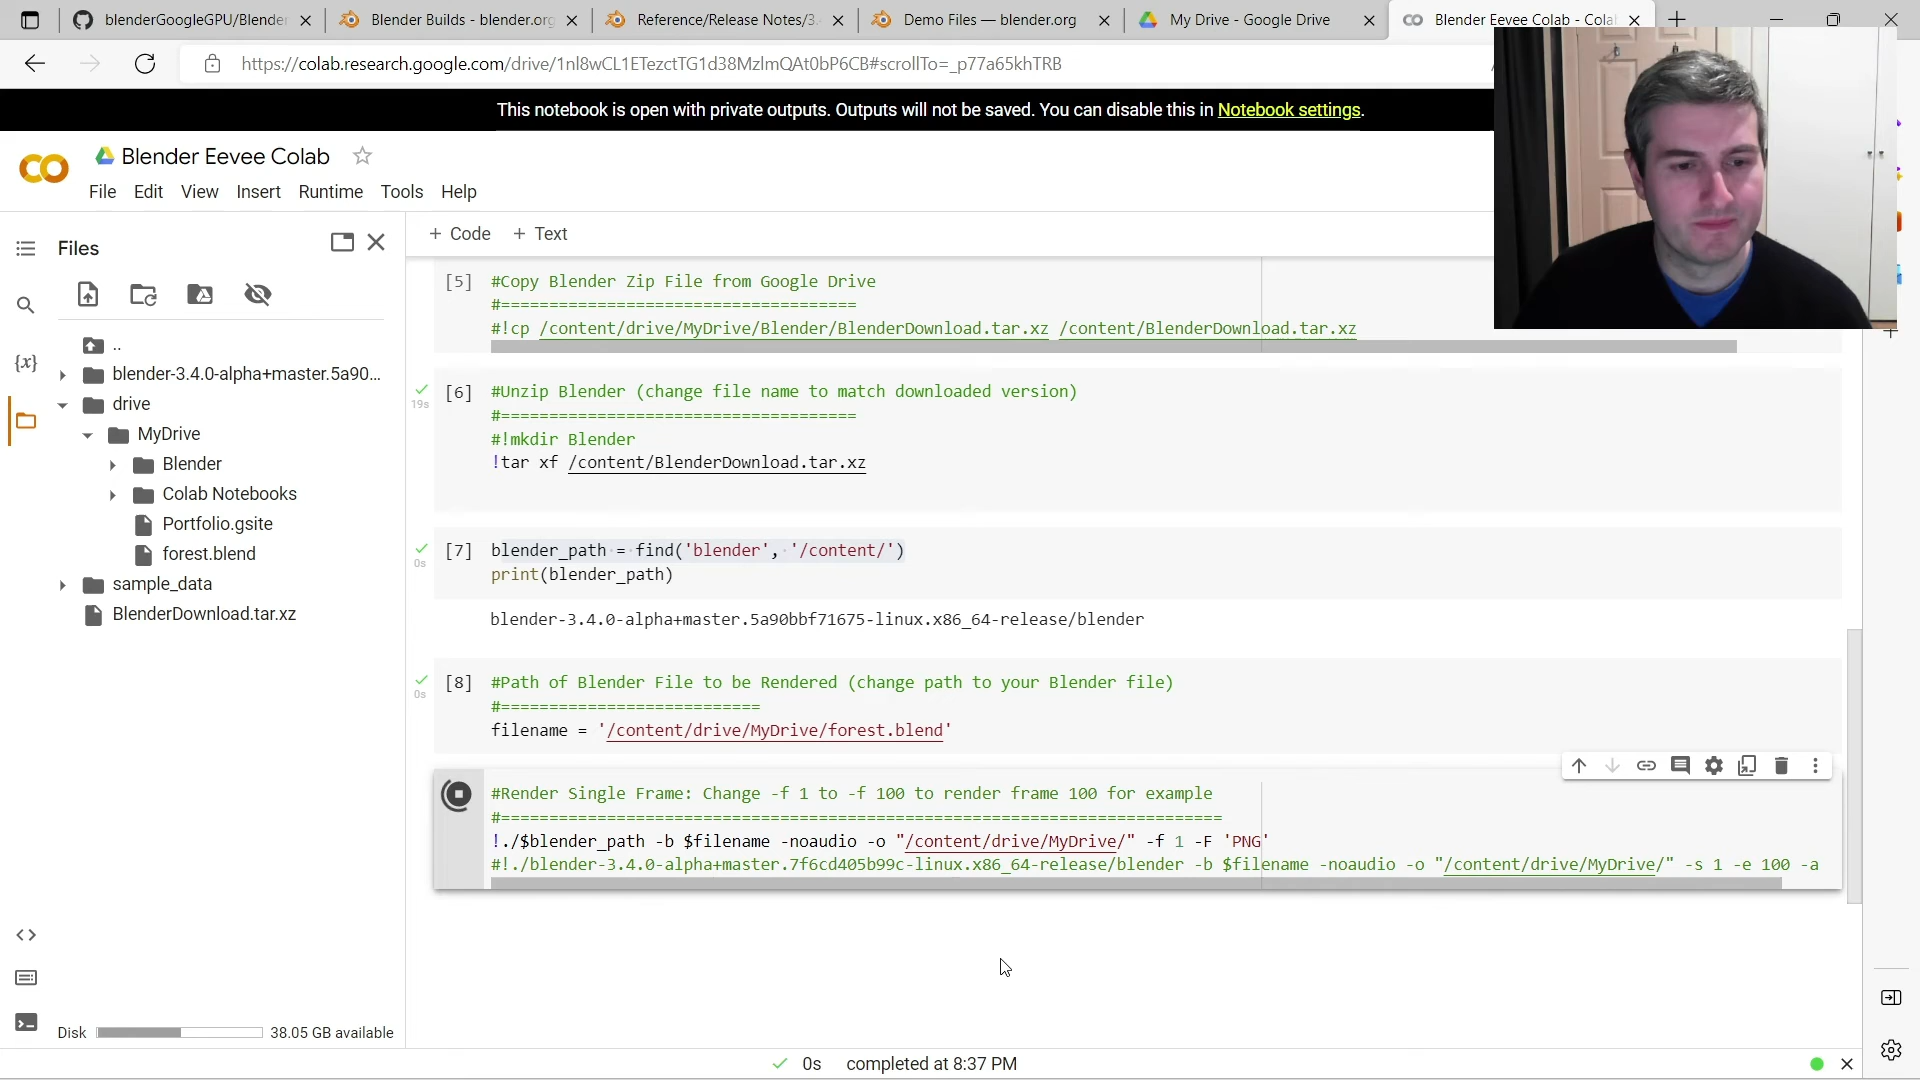 blenderGoogleGPU/Blender
Blender Builds - blender.org
Reference/Release Notes/3.
Demo Files — blender.org
My Drive - Google Drive
Blender Eevee Colab - Cola
https://colab.research.google.com/drive/1nl8wCL1ETezctTG1d38MzlmQAt0bP6CB#scrollTo=_p77a65khTRB
This notebook is open with private outputs. Outputs will not be saved. You can disable this in Notebook settings.
Blender Eevee Colab
File Edit View Insert Runtime Tools Help
Files
+ Code + Text
..
blender-3.4.0-alpha+master.5a90...
drive
MyDrive
Blender
Colab Notebooks
Portfolio.gsite
forest.blend
sample_data
BlenderDownload.tar.xz
{x}
Disk 38.05 GB available
[5] #Copy Blender Zip File from Google Drive
#=====================================
#!cp /content/drive/MyDrive/Blender/BlenderDownload.tar.xz /content/BlenderDownload.tar.xz
19s
[6] #Unzip Blender (change file name to match downloaded version)
#=====================================
#!mkdir Blender
!tar xf /content/BlenderDownload.tar.xz
0s
[7] blender_path = find('blender', '/content/')
print(blender_path)
blender-3.4.0-alpha+master.5a90bbf71675-linux.x86_64-release/blender
0s
[8] #Path of Blender File to be Rendered (change path to your Blender file)
#===========================
filename = '/content/drive/MyDrive/forest.blend'
#Render Single Frame: Change -f 1 to -f 100 to render frame 100 for example
#===========================================================================
!./$blender_path -b $filename -noaudio -o "/content/drive/MyDrive/" -f 1 -F 'PNG'
#!./blender-3.4.0-alpha+master.7f6cd405b99c-linux.x86_64-release/blender -b $filename -noaudio -o "/content/drive/MyDrive/" -s 1 -e 100 -a
0s completed at 8:37 PM